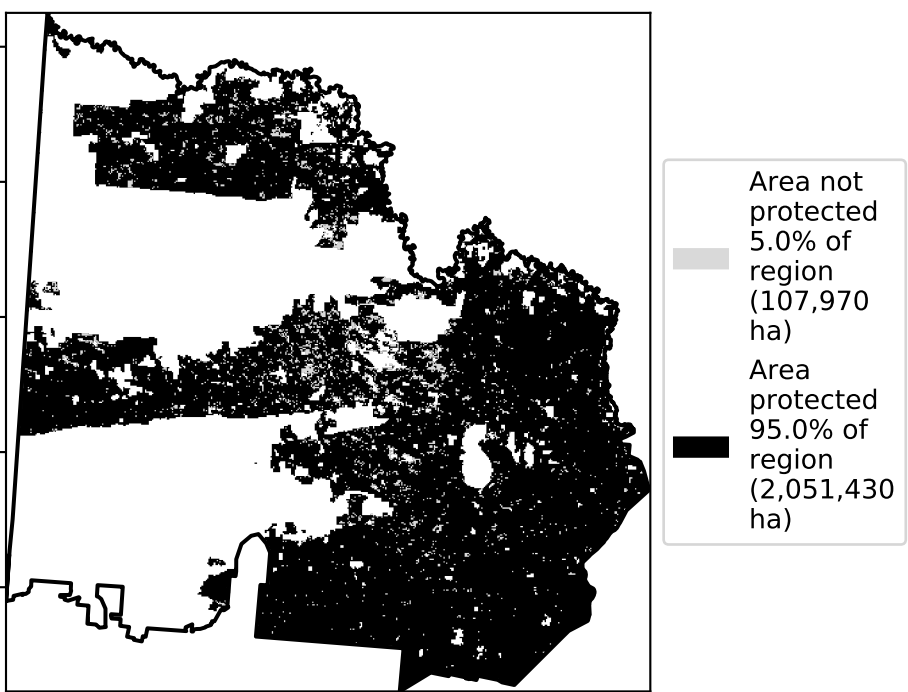 Area not
protected
5.0% of
region
(107,970
ha)
Area
protected
95.0% of
region
(2,051,430
ha)